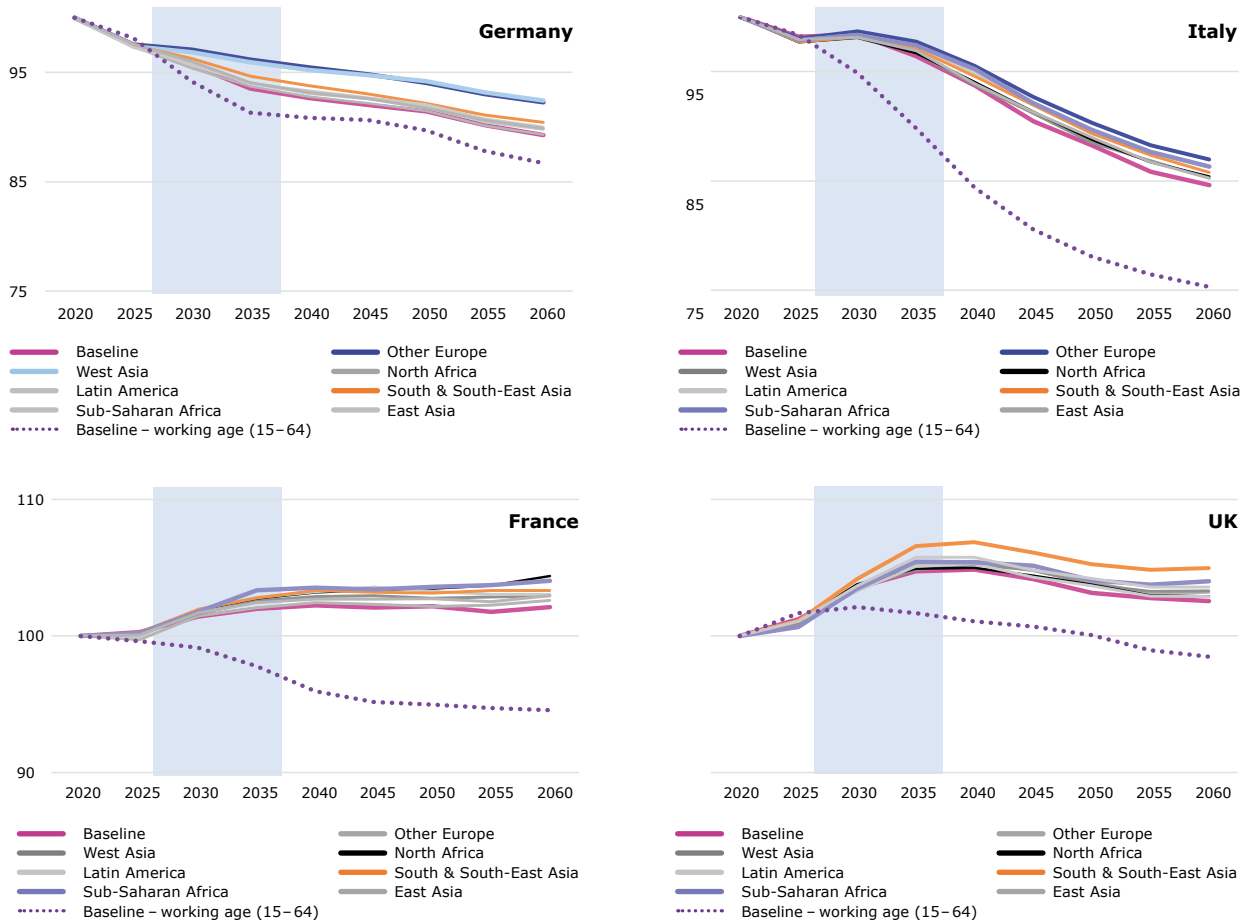 Germany
95
85
75
2020 2025 2030 2035 2040 2045 2050 2055 2060
Baseline
West Asia
Latin America
Sub-Saharan Africa
Baseline – working age (15–64)
Other Europe
North Africa
South & South-East Asia
East Asia
Italy
95
85
75 2020 2025 2030 2035 2040 2045 2050 2055 2060
Baseline
West Asia
Latin America
Sub-Saharan Africa
Baseline – working age (15–64)
Other Europe
North Africa
South & South-East Asia
East Asia
110
France
100
90
2020 2025 2030 2035 2040 2045 2050 2055 2060
Baseline
West Asia
Latin America
Sub-Saharan Africa
Baseline – working age (15–64)
Other Europe
North Africa
South & South-East Asia
East Asia
UK
2020 2025 2030 2035 2040 2045 2050 2055 2060
Baseline
West Asia
Latin America
Sub-Saharan Africa
Baseline – working age (15–64)
Other Europe
North Africa
South & South-East Asia
East Asia